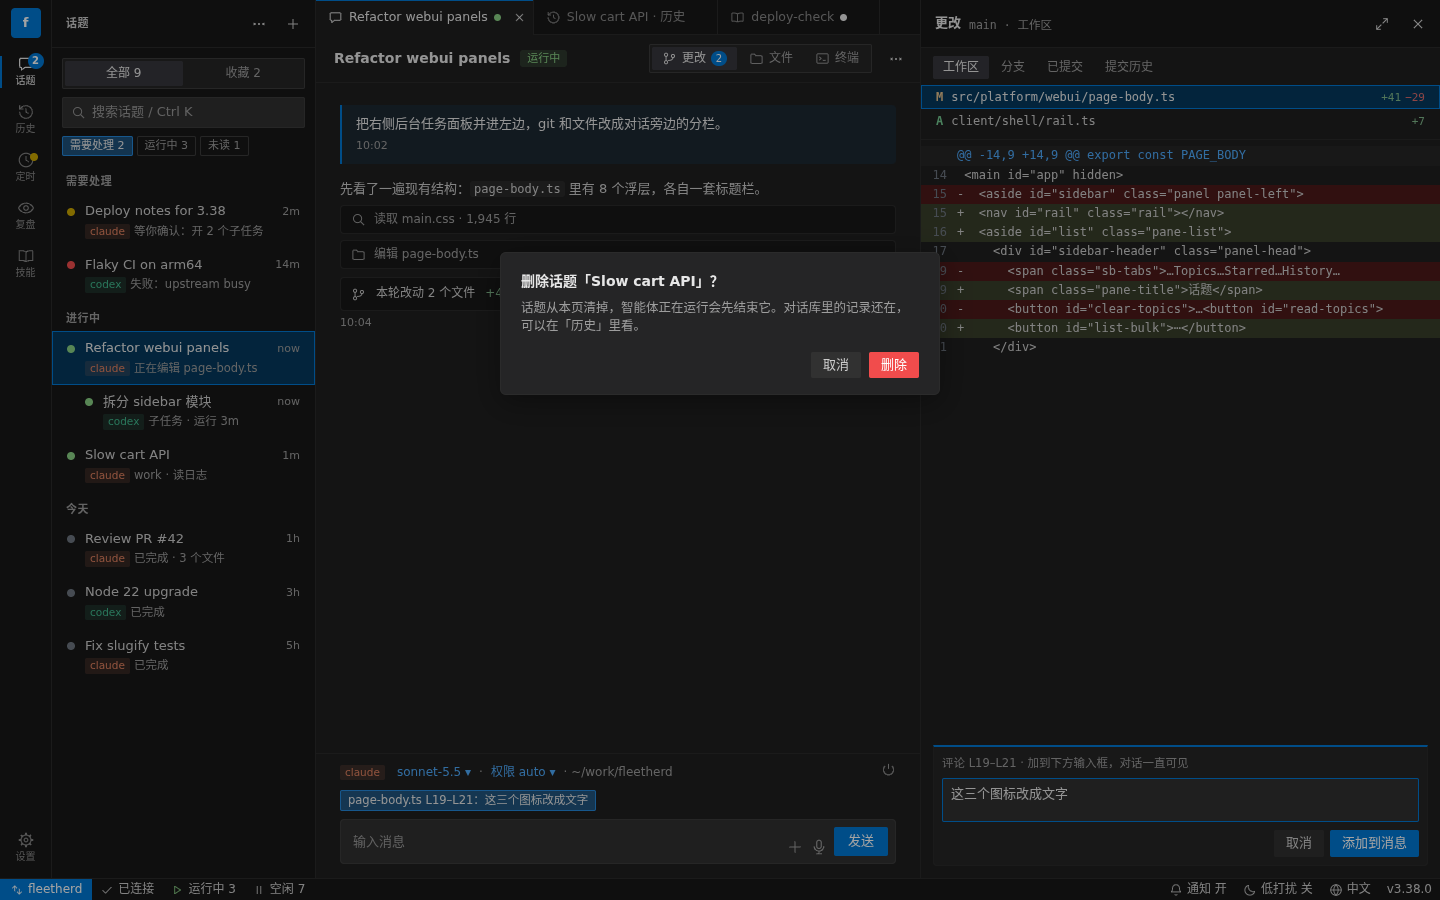 f
2
话题
历史
定时
复盘
技能
设置
话题
全部 9
收藏 2
搜索话题 / Ctrl K
需要处理 2
运行中 3
未读 1
需要处理
Deploy notes for 3.38
2m
claude 等你确认：开 2 个子任务
Flaky CI on arm64
14m
codex 失败：upstream busy
进行中
Refactor webui panels
now
claude 正在编辑 page-body.ts
拆分 sidebar 模块
now
codex 子任务 · 运行 3m
Slow cart API
1m
claude work · 读日志
今天
Review PR #42
1h
claude 已完成 · 3 个文件
Node 22 upgrade
3h
codex 已完成
Fix slugify tests
5h
claude 已完成
Refactor webui panels
Slow cart API · 历史
deploy-check
Refactor webui panels
运行中
更改 2
文件
终端
把右侧后台任务面板并进左边，git 和文件改成对话旁边的分栏。
10:02
先看了一遍现有结构：page-body.ts 里有 8 个浮层，各自一套标题栏。
读取 main.css · 1,945 行
编辑 page-body.ts
本轮改动 2 个文件 +4
10:04
删除话题「Slow cart API」？
话题从本页清掉，智能体正在运行会先结束它。对话库里的记录还在，
可以在「历史」里看。
取消
删除
claude sonnet-5.5 ▾ · 权限 auto ▾ · ~/work/fleetherd
page-body.ts L19–L21：这三个图标改成文字
输入消息
发送
更改 main · 工作区
工作区
分支
已提交
提交历史
M src/platform/webui/page-body.ts +41 −29
A client/shell/rail.ts +7
@@ -14,9 +14,9 @@ export const PAGE_BODY
14 <main id="app" hidden>
15 - <aside id="sidebar" class="panel panel-left">
15 + <nav id="rail" class="rail"></nav>
16 + <aside id="list" class="pane-list">
17 <div id="sidebar-header" class="panel-head">
9 - <span class="sb-tabs">…Topics…Starred…History…
9 + <span class="pane-title">话题</span>
0 - <button id="clear-topics">…<button id="read-topics">
0 + <button id="list-bulk">⋯</button>
1 </div>
评论 L19–L21 · 加到下方输入框，对话一直可见
这三个图标改成文字
取消
添加到消息
fleetherd
已连接
运行中 3
空闲 7
通知 开
低打扰 关
中文
v3.38.0